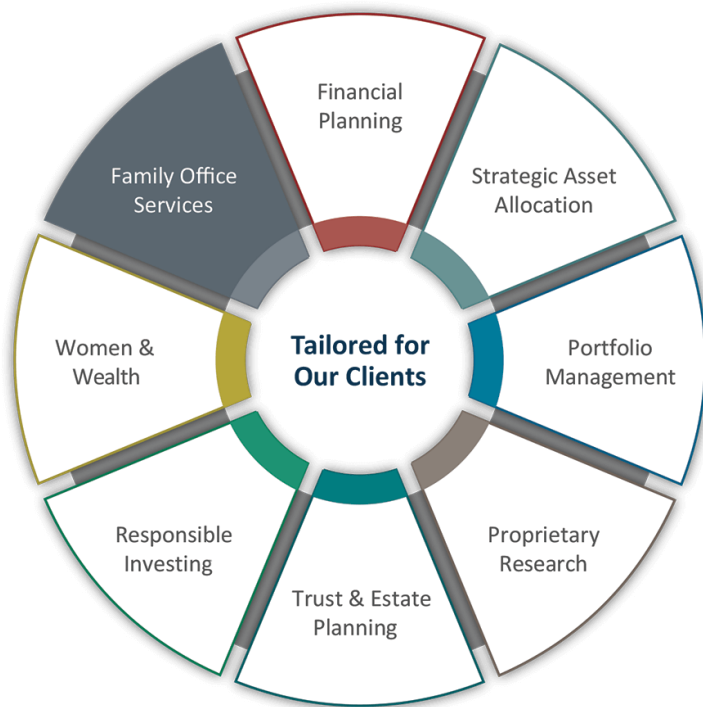 Financial
Planning
Strategic Asset
Allocation
Portfolio
Management
Proprietary
Research
Trust & Estate
Planning
Responsible
Investing
Women &
Wealth
Family Office
Services
Tailored for
Our Clients